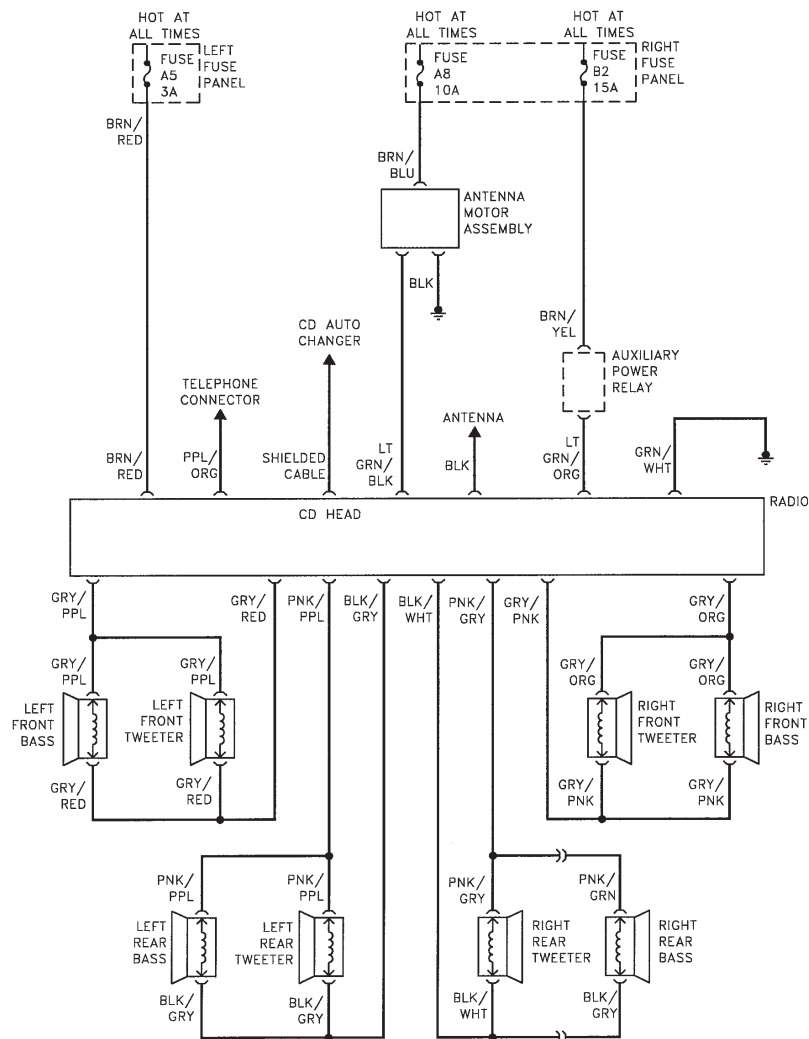 HOT AT
ALL TIMES
FUSE
A5
3A
LEFT
FUSE
PANEL
HOT AT
ALL TIMES
FUSE
A8
10A
HOT AT
ALL TIMES
FUSE
B2
15A
RIGHT
FUSE
PANEL
BRN/
RED
BRN/
BLU
ANTENNA
MOTOR
ASSEMBLY
BLK
BRN/
YEL
CD AUTO
CHANGER
AUXILIARY
POWER
RELAY
TELEPHONE
CONNECTOR
ANTENNA
BRN/
RED
PPL/
ORG
SHIELDED
CABLE
LT
GRN/
BLK
BLK
LT
GRN/
ORG
GRN/
WHT
RADIO
CD HEAD
GRY/
PPL
GRY/
RED
PNK/
PPL
BLK/
GRY
BLK/
WHT
PNK/
GRY
GRY/
PNK
GRY/
ORG
GRY/
PPL
GRY/
PPL
GRY/
ORG
GRY/
ORG
LEFT
FRONT
BASS
LEFT
FRONT
TWEETER
RIGHT
FRONT
TWEETER
RIGHT
FRONT
BASS
GRY/
RED
GRY/
RED
GRY/
PNK
GRY/
PNK
PNK/
PPL
PNK/
PPL
PNK/
GRY
PNK/
GRN
LEFT
REAR
BASS
LEFT
REAR
TWEETER
RIGHT
REAR
TWEETER
RIGHT
REAR
BASS
BLK/
GRY
BLK/
GRY
BLK/
WHT
BLK/
GRY